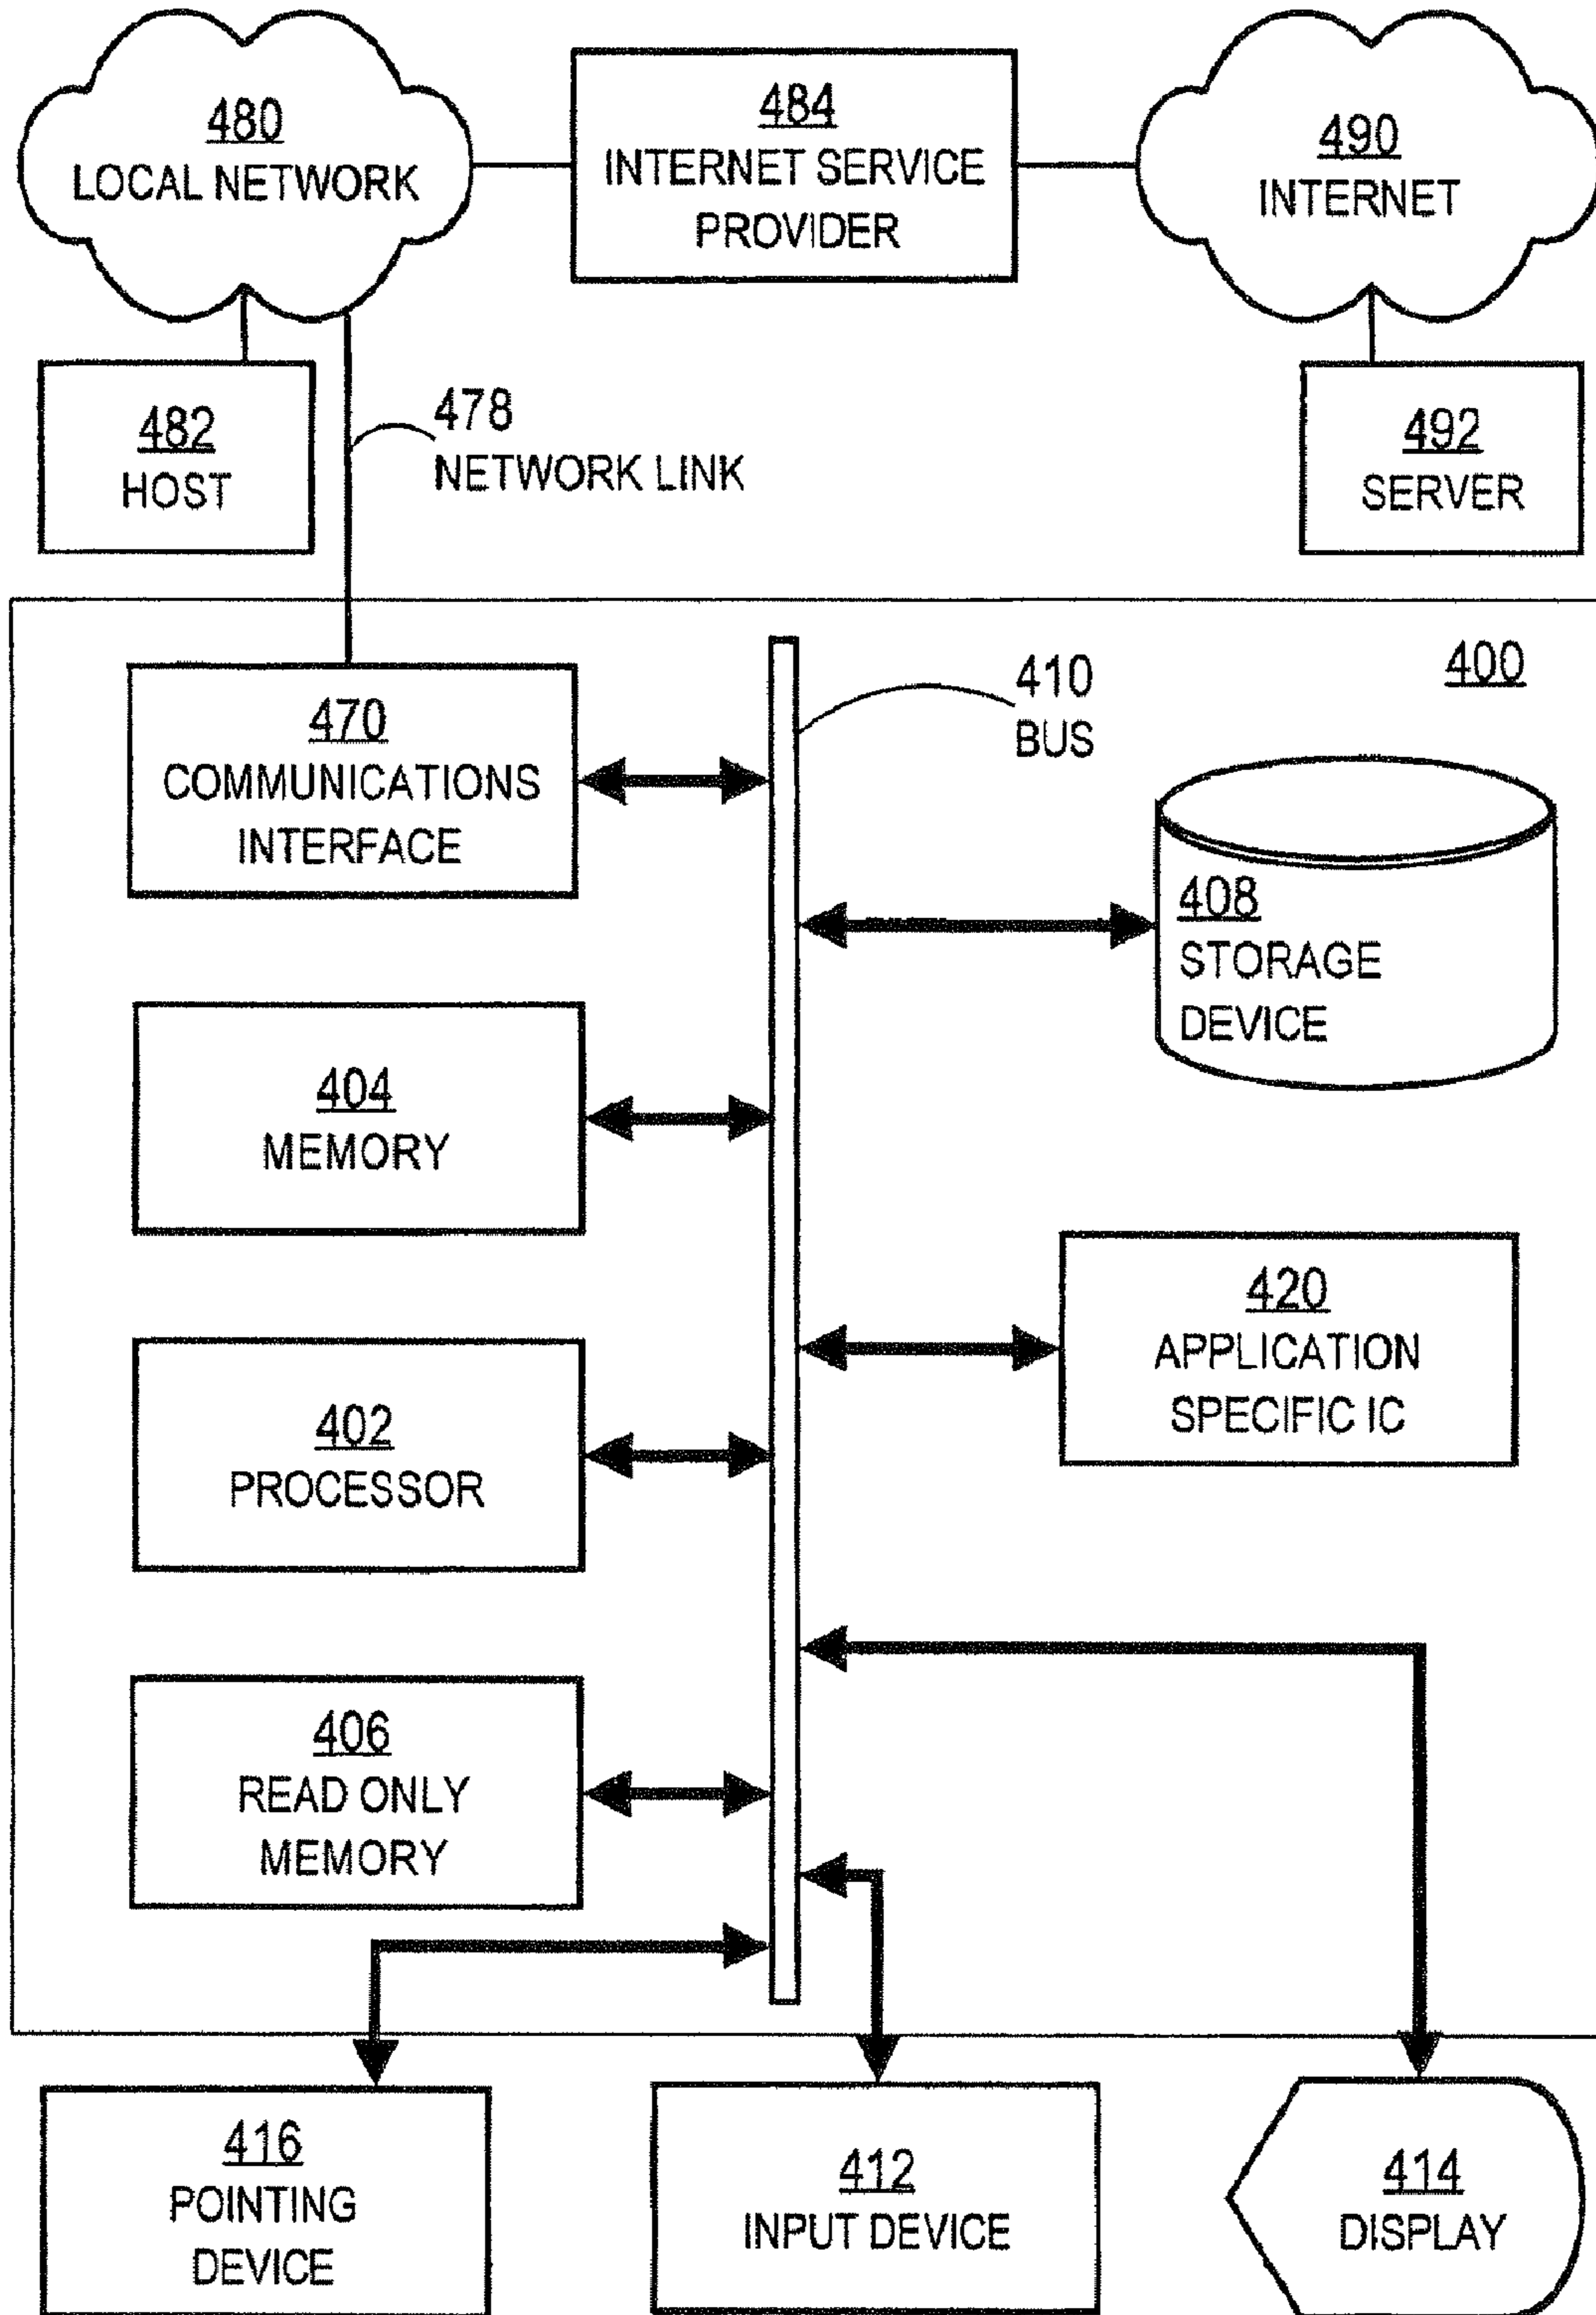 480
LOCAL NETWORK
484
INTERNET SERVICE
PROVIDER
490
INTERNET
482
HOST
478
NETWORK LINK
492
SERVER
400
470
COMMUNICATIONS
INTERFACE
410
BUS
408
STORAGE
DEVICE
404
MEMORY
420
APPLICATION
SPECIFIC IC
402
PROCESSOR
406
READ ONLY
MEMORY
416
POINTING
DEVICE
412
INPUT DEVICE
414
DISPLAY